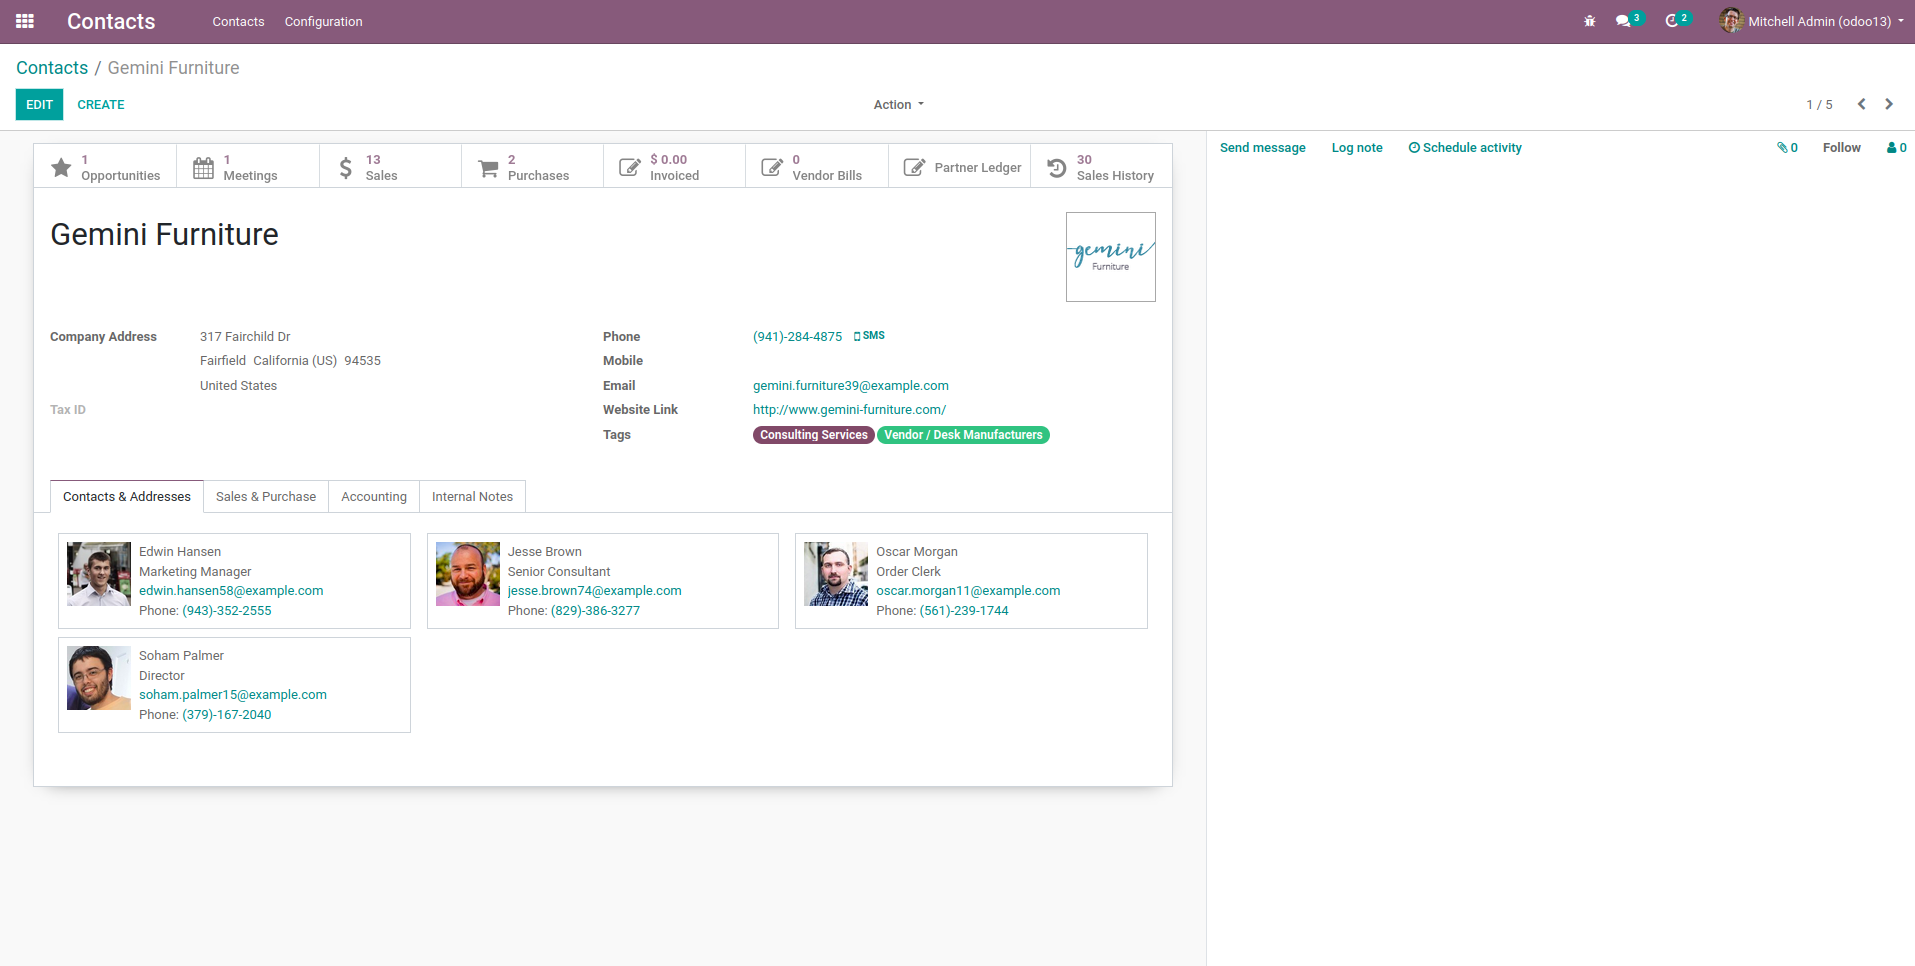 Contacts Contacts Configuration 3 2 Mitchell Admin (odoo13)
Contacts / Gemini Furniture
EDIT CREATE Action 1 / 5
1 Opportunities
1 Meetings
13 Sales
2 Purchases
$ 0.00 Invoiced
0 Vendor Bills
Partner Ledger
30 Sales History
Send message Log note Schedule activity 0 Follow 0
Gemini Furniture
gemini
Furniture
Company Address 317 Fairchild Dr
Fairfield California (US) 94535
United States
Tax ID
Phone (941)-284-4875 SMS
Mobile
Email gemini.furniture39@example.com
Website Link http://www.gemini-furniture.com/
Tags Consulting Services Vendor / Desk Manufacturers
Contacts & Addresses Sales & Purchase Accounting Internal Notes
Edwin Hansen
Marketing Manager
edwin.hansen58@example.com
Phone: (943)-352-2555
Jesse Brown
Senior Consultant
jesse.brown74@example.com
Phone: (829)-386-3277
Oscar Morgan
Order Clerk
oscar.morgan11@example.com
Phone: (561)-239-1744
Soham Palmer
Director
soham.palmer15@example.com
Phone: (379)-167-2040